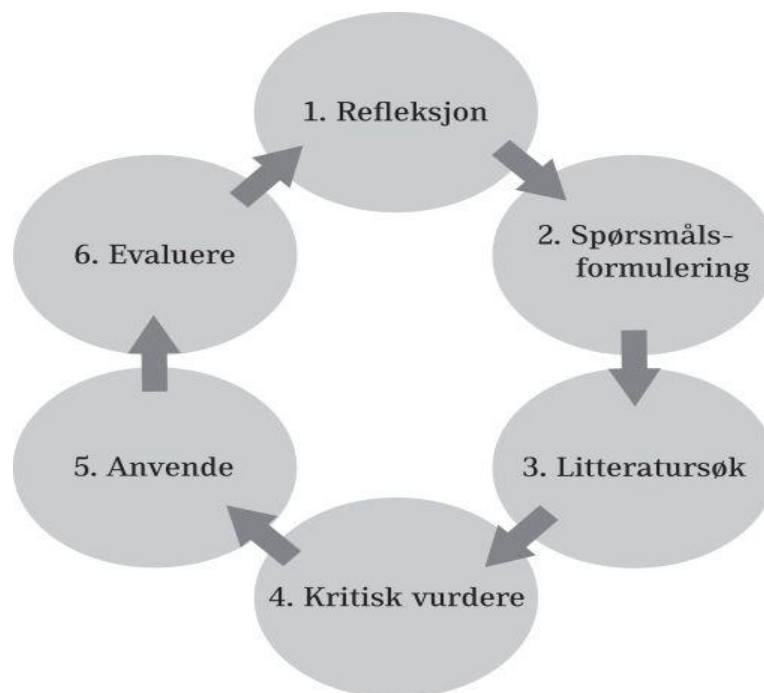 1. Refleksjon
2. Spørsmåls-
formulering
3. Litteratursøk
4. Kritisk vurdere
5. Anvende
6. Evaluere